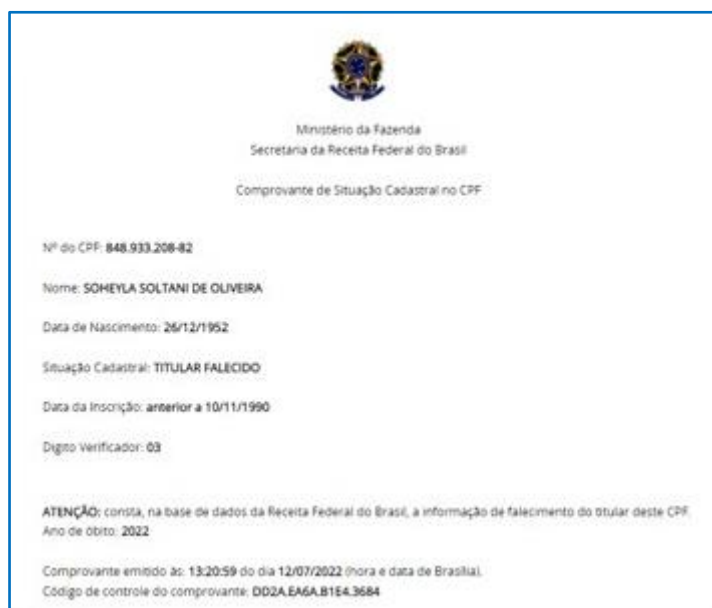 Ministério da Fazenda
Secretaria da Receita Federal do Brasil
Comprovante de Situação Cadastral no CPF
Nº do CPF: 848.933.208-82
Nome: SOHEYLA SOLTANI DE OLIVEIRA
Data de Nascimento: 26/12/1952
Situação Cadastral: TITULAR FALECIDO
Data da Inscrição: anterior a 10/11/1990
Digito Verificador: 03
ATENÇÃO: consta, na base de dados da Receita Federal do Brasil, a informação de falecimento do titular deste CPF.
Ano de óbito: 2022
Comprovante emitido às: 13:20:59 do dia 12/07/2022 (hora e data de Brasília).
Código de controle do comprovante: DD2A.EA6A.B1E4.3684